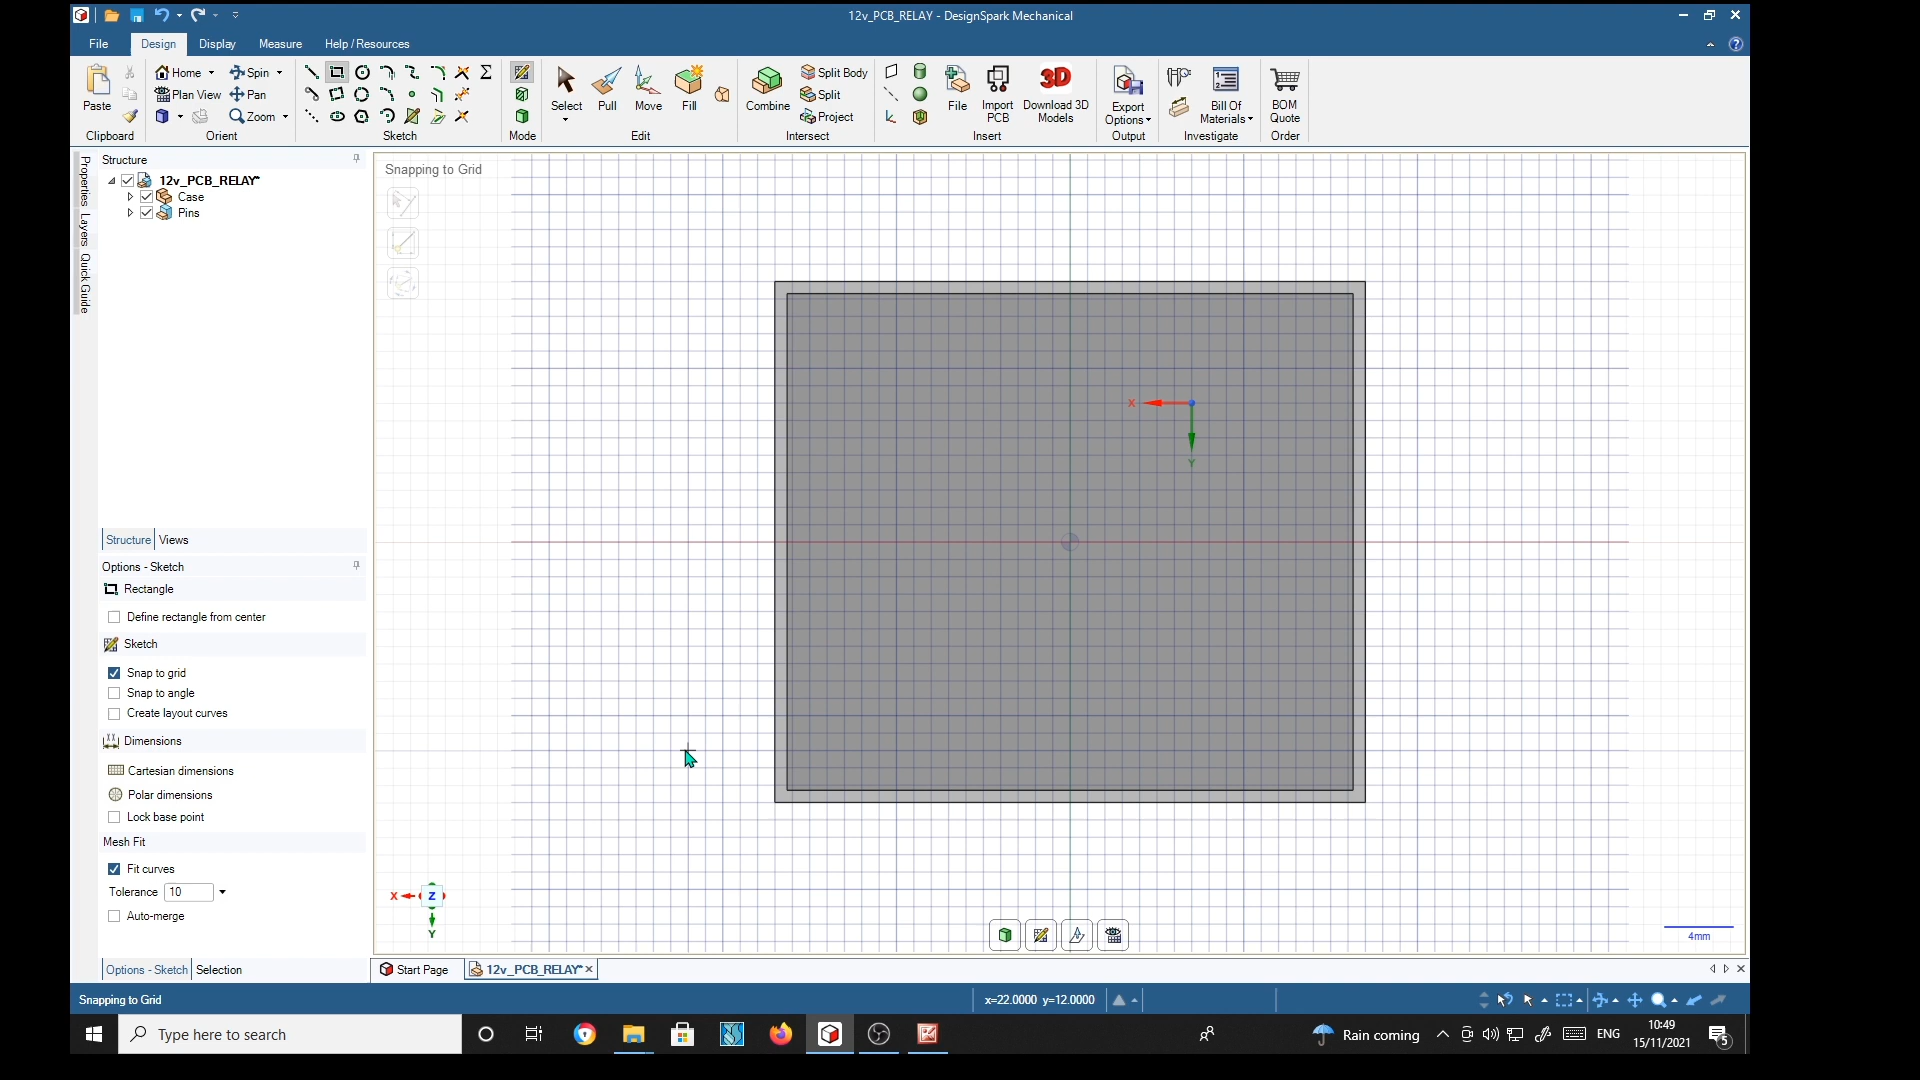 12v_PCB_RELAY - DesignSpark Mechanical
File Design Display Measure Help / Resources
Paste
Clipboard
Home Spin
Plan View Pan
Zoom
Orient
Sketch
Mode
Select Pull Move Fill
Edit
Combine
Split Body
Split
Project
Intersect
File Import PCB Download 3D Models
Insert
Export Options
Output
Bill Of Materials
Investigate
BOM Quote
Order
Properties Layers Quick Guide
Structure
12v_PCB_RELAY*
Case
Pins
Structure Views
Options - Sketch
Rectangle
Define rectangle from center
Sketch
Snap to grid
Snap to angle
Create layout curves
Dimensions
Cartesian dimensions
Polar dimensions
Lock base point
Mesh Fit
Fit curves
Tolerance 10
Auto-merge
Options - Sketch Selection
Snapping to Grid
X
Y
X Z
Y
4mm
Start Page 12v_PCB_RELAY*
Snapping to Grid x=22.0000 y=12.0000
Type here to search
Rain coming ENG 10:49
15/11/2021 5